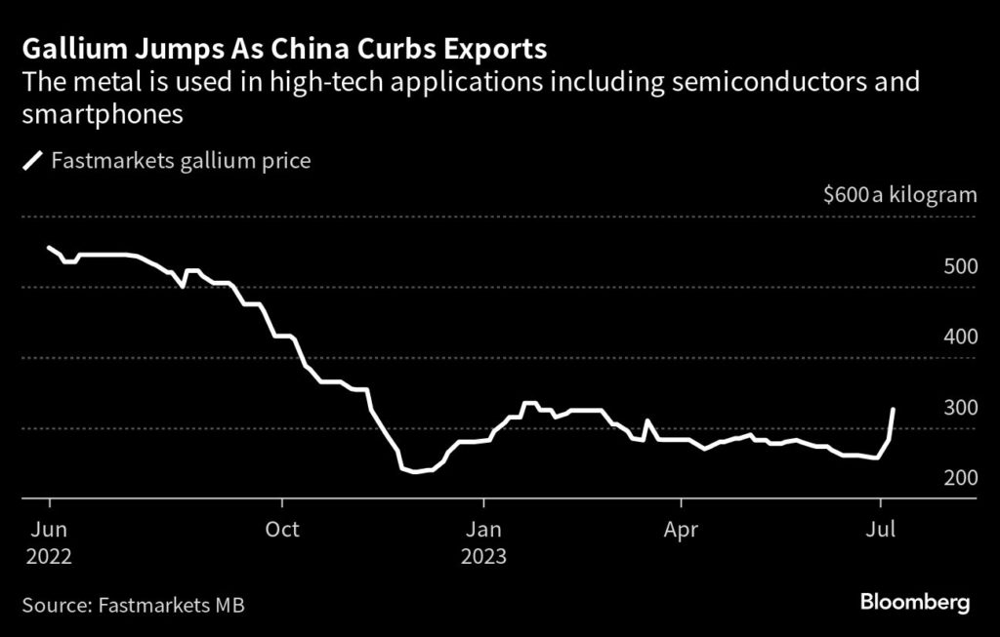 Gallium Jumps As China Curbs Exports
The metal is used in high-tech applications including semiconductors and
smartphones
Fastmarkets gallium price
$600 a kilogram
500
400
300
200
Jun Oct Jan Apr Jul
2022 2023
Source: Fastmarkets MB Bloomberg